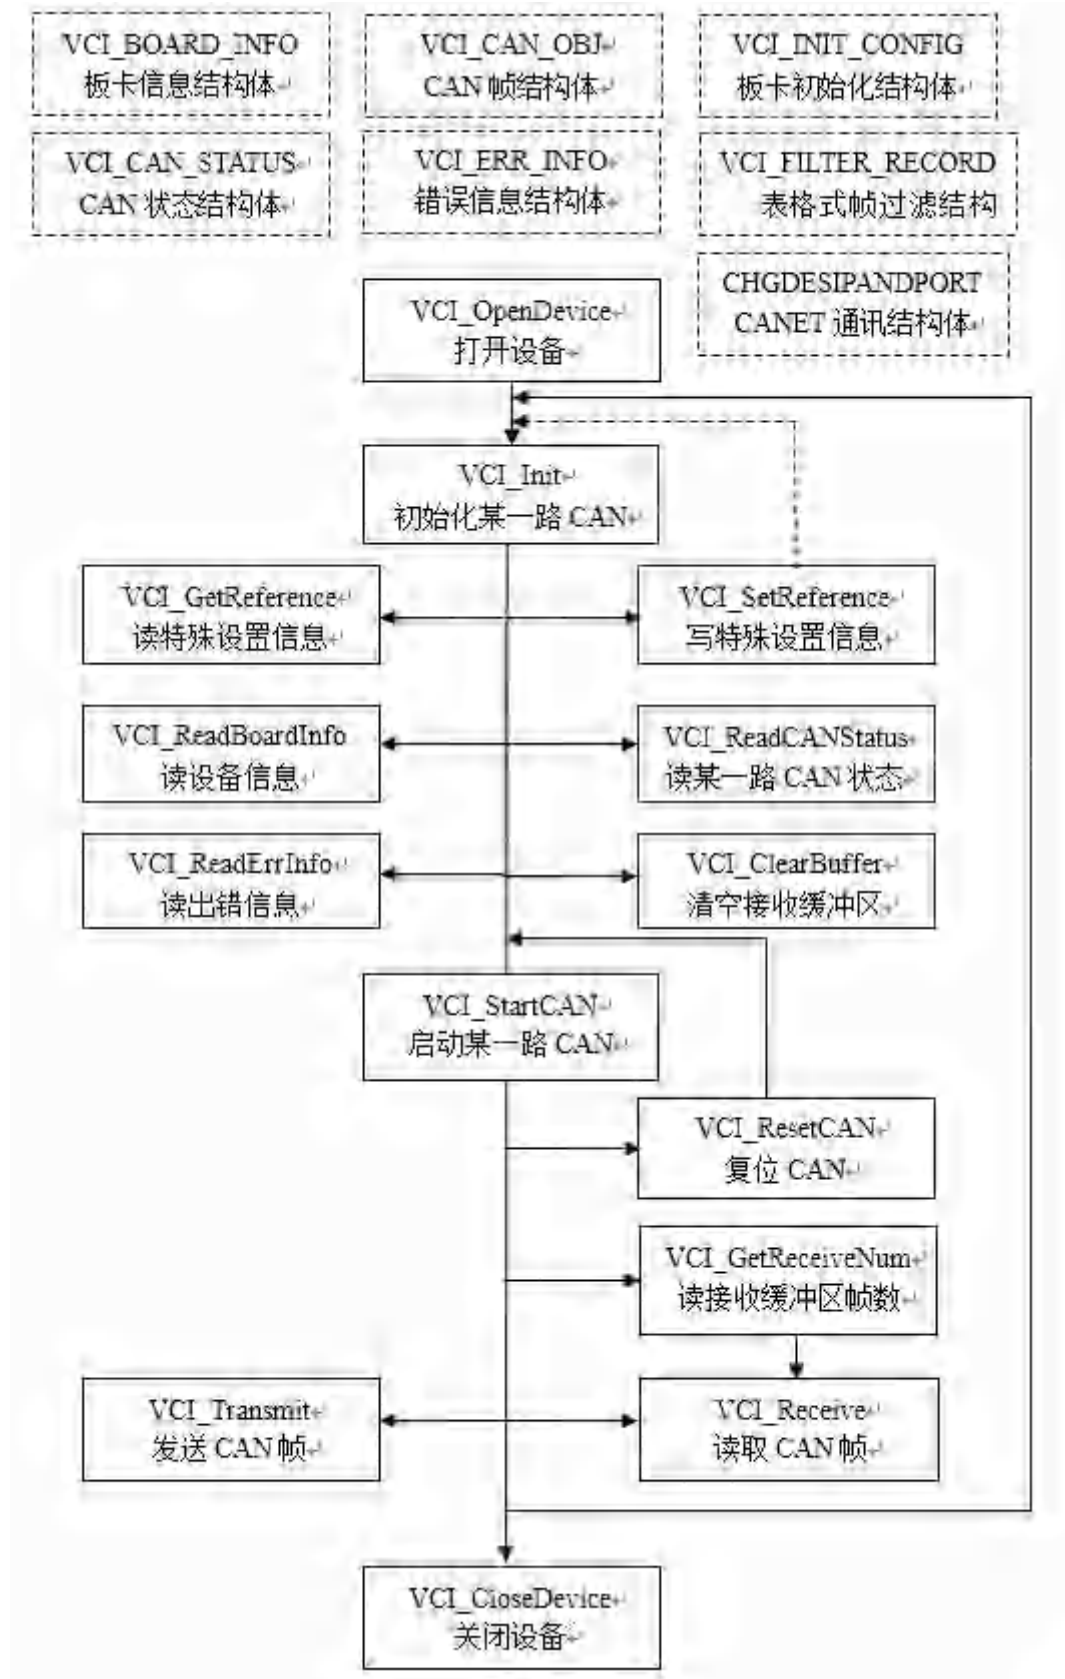 VCI_BOARD_INFO
板卡信息结构体↵
VCI_CAN_OBJ↵
CAN 帧结构体↵
VCI_INIT_CONFIG
板卡初始化结构体↵
VCI_CAN_STATUS↵
CAN 状态结构体↵
VCI_ERR_INFO↵
错误信息结构体↵
VCI_FILTER_RECORD
表格式帧过滤结构
CHGDESIPANDPORT
CANET 通讯结构体↵
VCI_OpenDevice↵
打开设备↵
VCI_Init↵
初始化某一路 CAN↵
VCI_GetReference↵
读特殊设置信息↵
VCI_SetReference↵
写特殊设置信息↵
VCI_ReadBoardInfo
读设备信息↵
VCI_ReadCANStatus↵
读某一路 CAN 状态↵
VCI_ReadErrInfo↵
读出错信息↵
VCI_ClearBuffer↵
清空接收缓冲区↵
VCI_StartCAN↵
启动某一路 CAN↵
VCI_ResetCAN↵
复位 CAN↵
VCI_GetReceiveNum↵
读接收缓冲区帧数↵
VCI_Transmit↵
发送 CAN 帧↵
VCI_Receive↵
读取 CAN 帧↵
VCI_CloseDevice↵
关闭设备↵